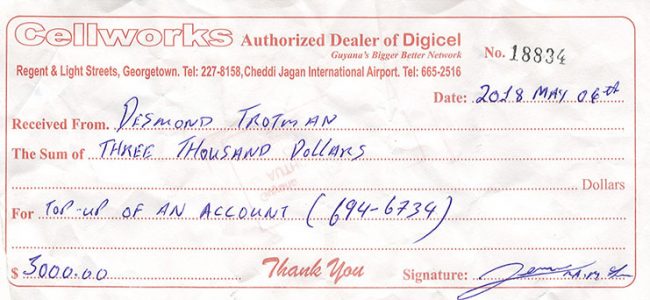 Cellworks Authorized Dealer of Digicel
Guyana's Bigger Better Network
No. 18834
Regent & Light Streets, Georgetown. Tel: 227-8158, Cheddi Jagan International Airport. Tel: 665-2516
Date: 2018 MAY 04th
Received From. DESMOND TROTMAN
The Sum of THREE THOUSAND DOLLARS
Dollars
For TOP-UP OF AN ACCOUNT (694-6734)
$ 3000.00 Thank You Signature: